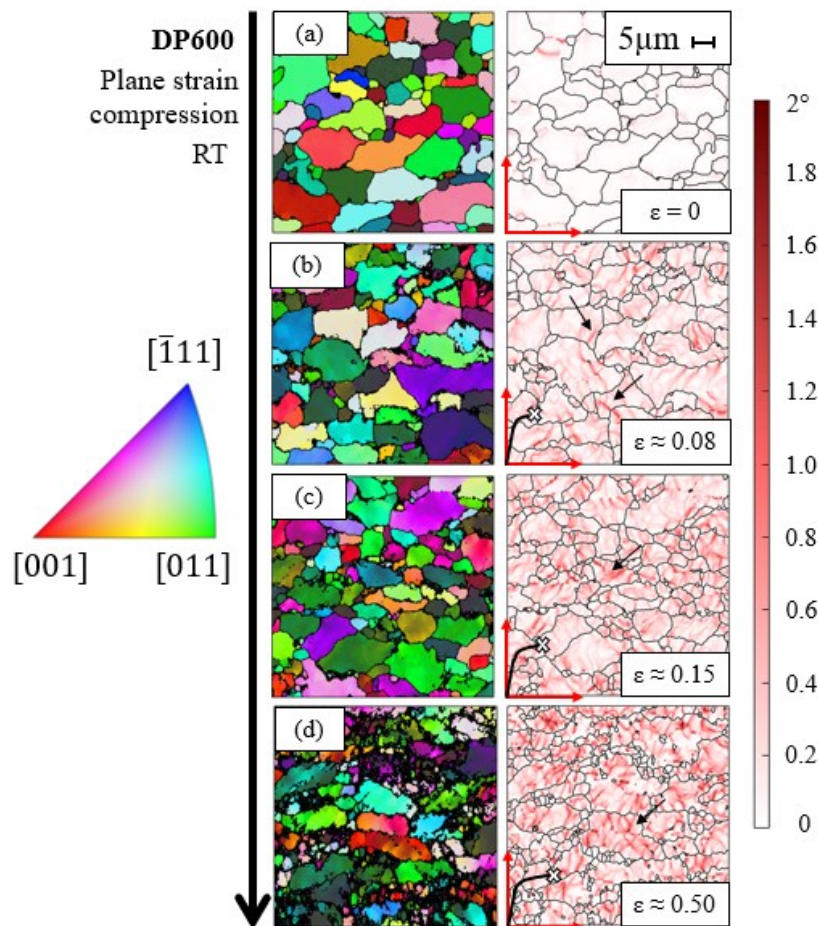 DP600
Plane strain
compression
RT
(a)
5μm
ε = 0
(b)
ε ≈ 0.08
(c)
ε ≈ 0.15
(d)
ε ≈ 0.50
[1̄11]
[001]
[011]
2°
1.8
1.6
1.4
1.2
1.0
0.8
0.6
0.4
0.2
0